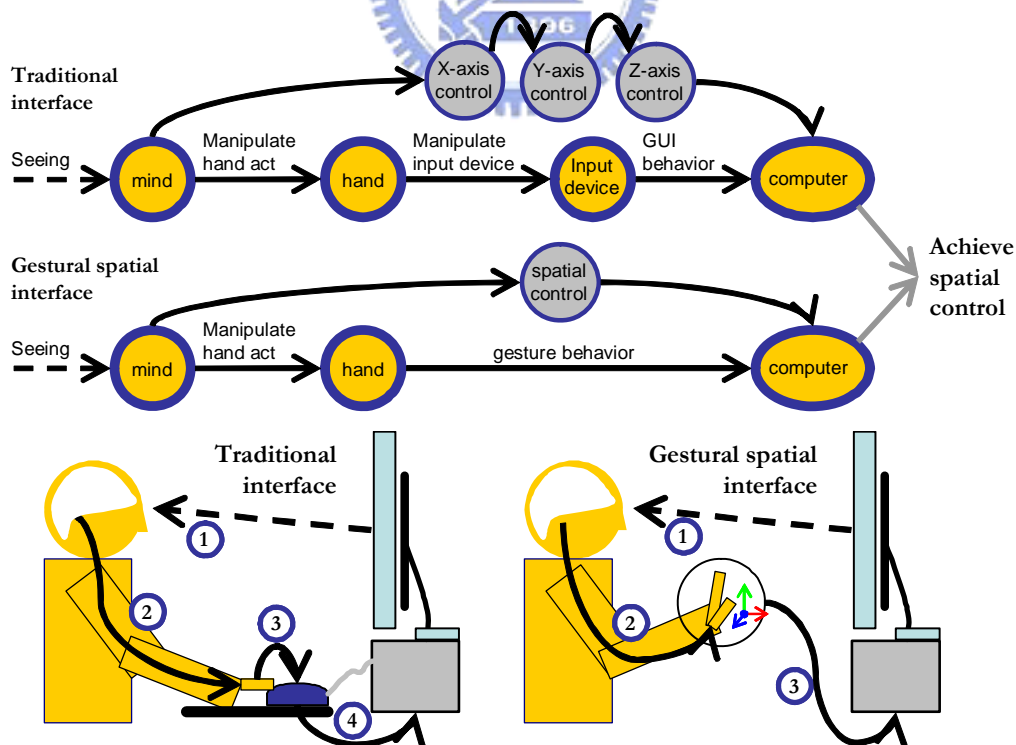 1896
Traditional
interface
X-axis
control
Y-axis
control
Z-axis
control
Seeing
mind
Manipulate
hand act
hand
Manipulate
input device
Input
device
GUI
behavior
computer
Achieve
spatial
control
Gestural spatial
interface
spatial
control
Seeing
mind
Manipulate
hand act
hand
gesture behavior
computer
Traditional
interface
1
2
3
4
Gestural spatial
interface
1
2
3